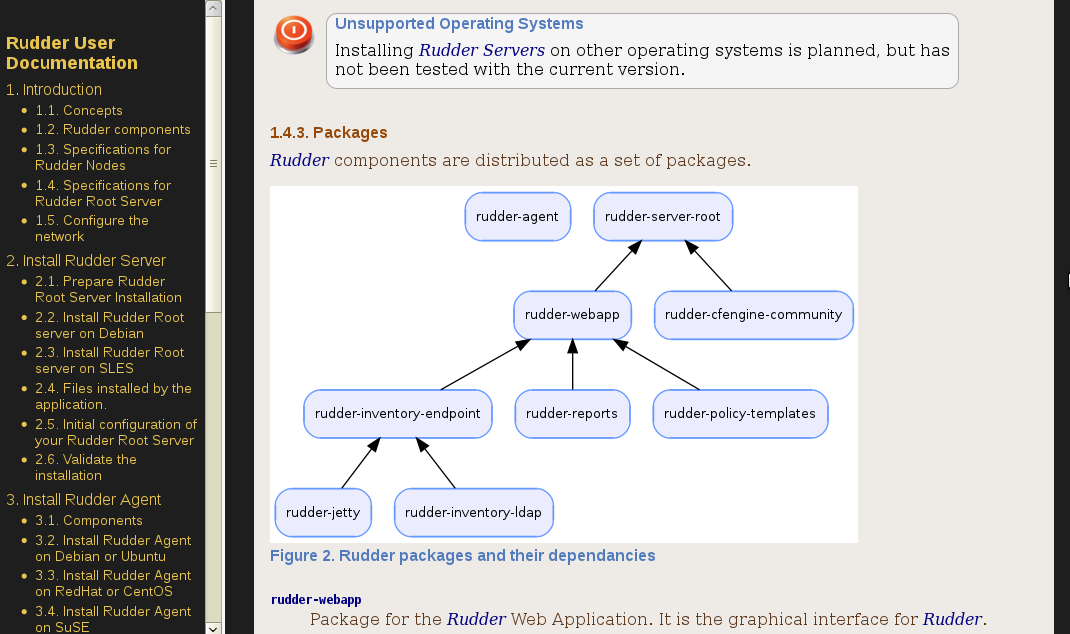 Rudder User
Documentation
1. Introduction
1.1. Concepts
1.2. Rudder components
1.3. Specifications for
Rudder Nodes
1.4. Specifications for
Rudder Root Server
1.5. Configure the
network
2. Install Rudder Server
2.1. Prepare Rudder
Root Server Installation
2.2. Install Rudder Root
server on Debian
2.3. Install Rudder Root
server on SLES
2.4. Files installed by the
application.
2.5. Initial configuration of
your Rudder Root Server
2.6. Validate the
installation
3. Install Rudder Agent
3.1. Components
3.2. Install Rudder Agent
on Debian or Ubuntu
3.3. Install Rudder Agent
on RedHat or CentOS
3.4. Install Rudder Agent
on SuSE
Unsupported Operating Systems
Installing Rudder Servers on other operating systems is planned, but has
not been tested with the current version.
1.4.3. Packages
Rudder components are distributed as a set of packages.
rudder-agent
rudder-server-root
rudder-webapp
rudder-cfengine-community
rudder-inventory-endpoint
rudder-reports
rudder-policy-templates
rudder-jetty
rudder-inventory-ldap
Figure 2. Rudder packages and their dependancies
rudder-webapp
Package for the Rudder Web Application. It is the graphical interface for Rudder.